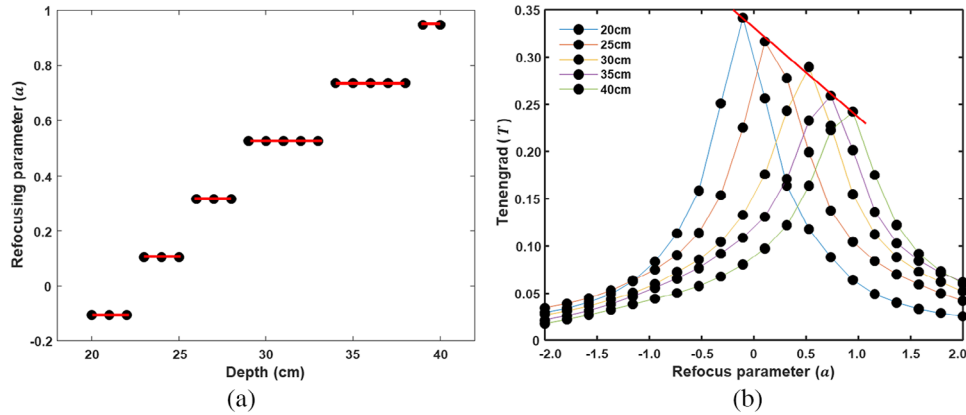 1
0.8
0.6
0.4
0.2
0
-0.2
20
25
30
35
40
Refocusing parameter (a)
Depth (cm)
(a)
0.35
0.30
0.25
0.20
0.15
0.10
0.05
0
-2.0
-1.5
-1.0
-0.5
0
0.5
1.0
1.5
2.0
20cm
25cm
30cm
35cm
40cm
Tenengrad (T)
Refocus parameter (a)
(b)